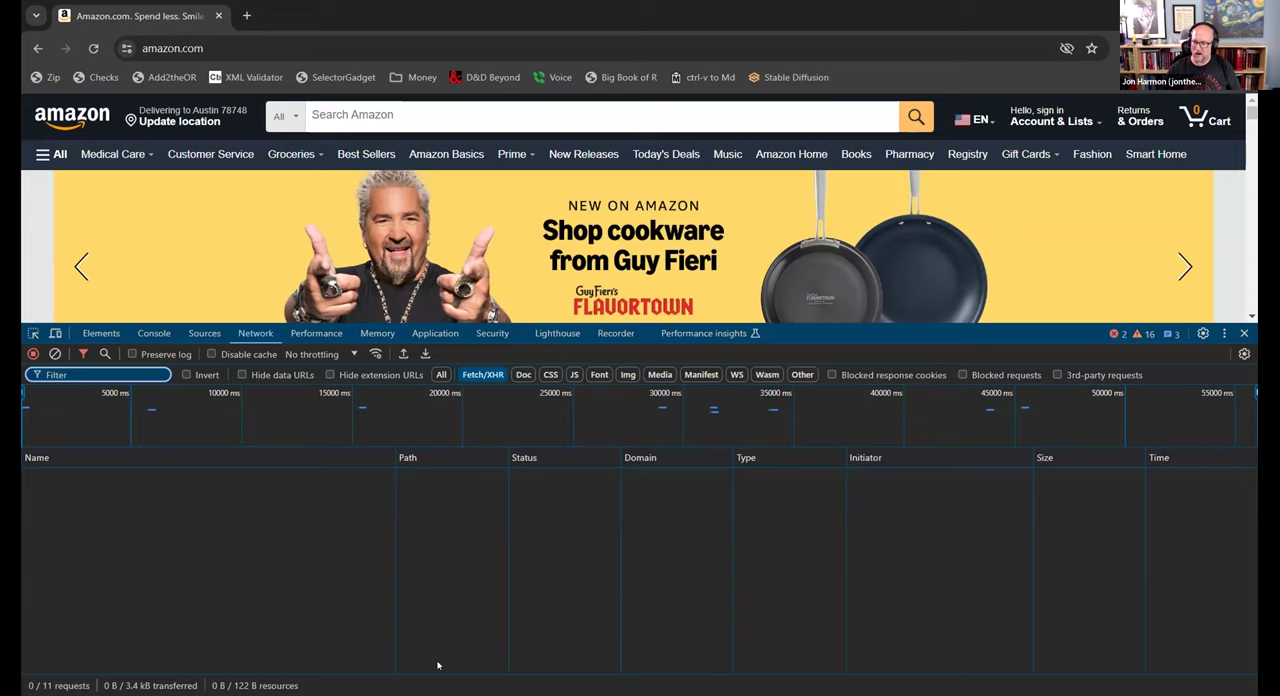 Amazon.com. Spend less. Smile
amazon.com
Zip Checks Add2theOR Cb XML Validator SelectorGadget Money D&D Beyond Voice Big Book of R ctrl-v to Md Stable Diffusion
Jon Harmon (jonthe...
amazon
Delivering to Austin 78748
Update location
All
Search Amazon
EN
Hello, sign in
Account & Lists
Returns
& Orders
0
Cart
All Medical Care Customer Service Groceries Best Sellers Amazon Basics Prime New Releases Today's Deals Music Amazon Home Books Pharmacy Registry Gift Cards Fashion Smart Home
NEW ON AMAZON
Shop cookware
from Guy Fieri
Guy Fieri's
FLAVORTOWN
Elements Console Sources Network Performance Memory Application Security Lighthouse Recorder Performance insights 2 16 3
Preserve log Disable cache No throttling
Filter Invert Hide data URLs Hide extension URLs All Fetch/XHR Doc CSS JS Font Img Media Manifest WS Wasm Other Blocked response cookies Blocked requests 3rd-party requests
5000 ms 10000 ms 15000 ms 20000 ms 25000 ms 30000 ms 35000 ms 40000 ms 45000 ms 50000 ms 55000 ms
Name Path Status Domain Type Initiator Size Time
0 / 11 requests 0 B / 3.4 kB transferred 0 B / 122 B resources